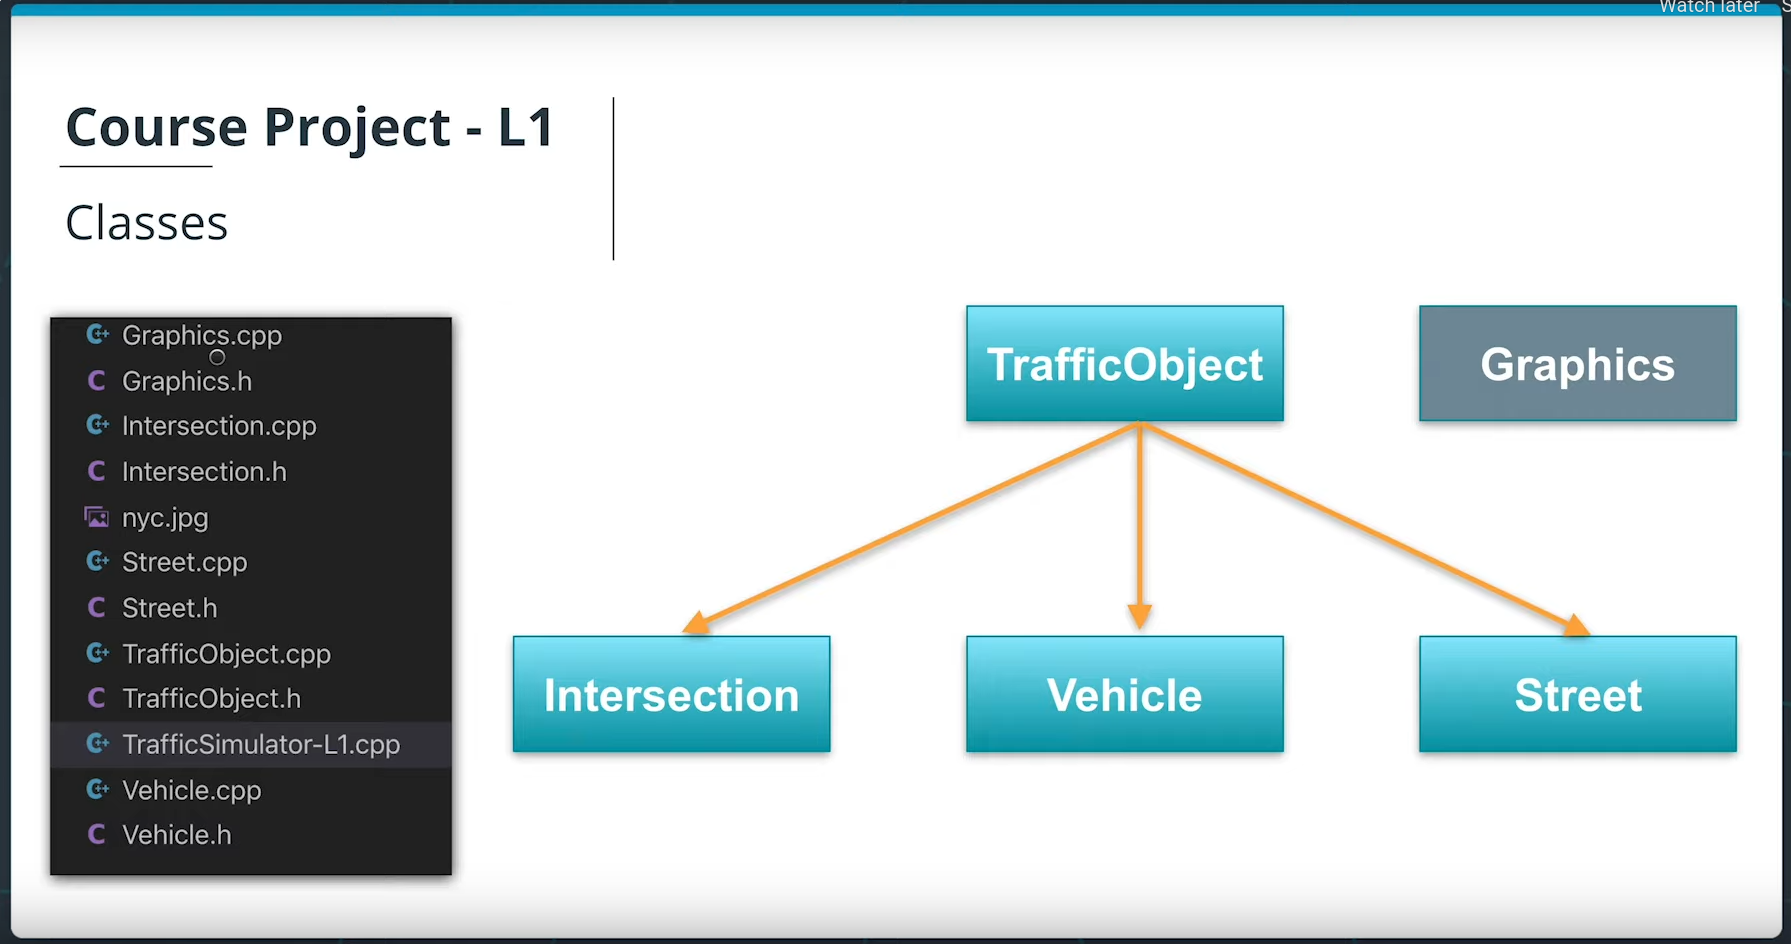 Watch later
Course Project - L1
Classes
Graphics.cpp
Graphics.h
Intersection.cpp
Intersection.h
nyc.jpg
Street.cpp
Street.h
TrafficObject.cpp
TrafficObject.h
TrafficSimulator-L1.cpp
Vehicle.cpp
Vehicle.h
TrafficObject
Graphics
Intersection
Vehicle
Street